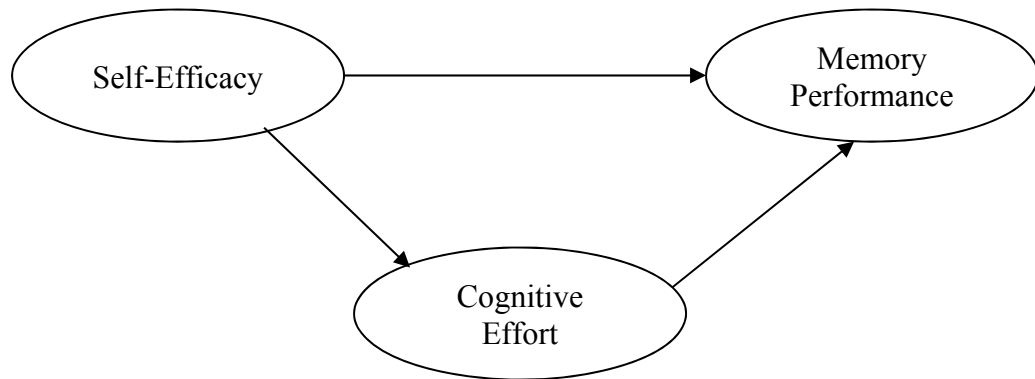 Self-Efficacy
Memory
Performance
Cognitive
Effort